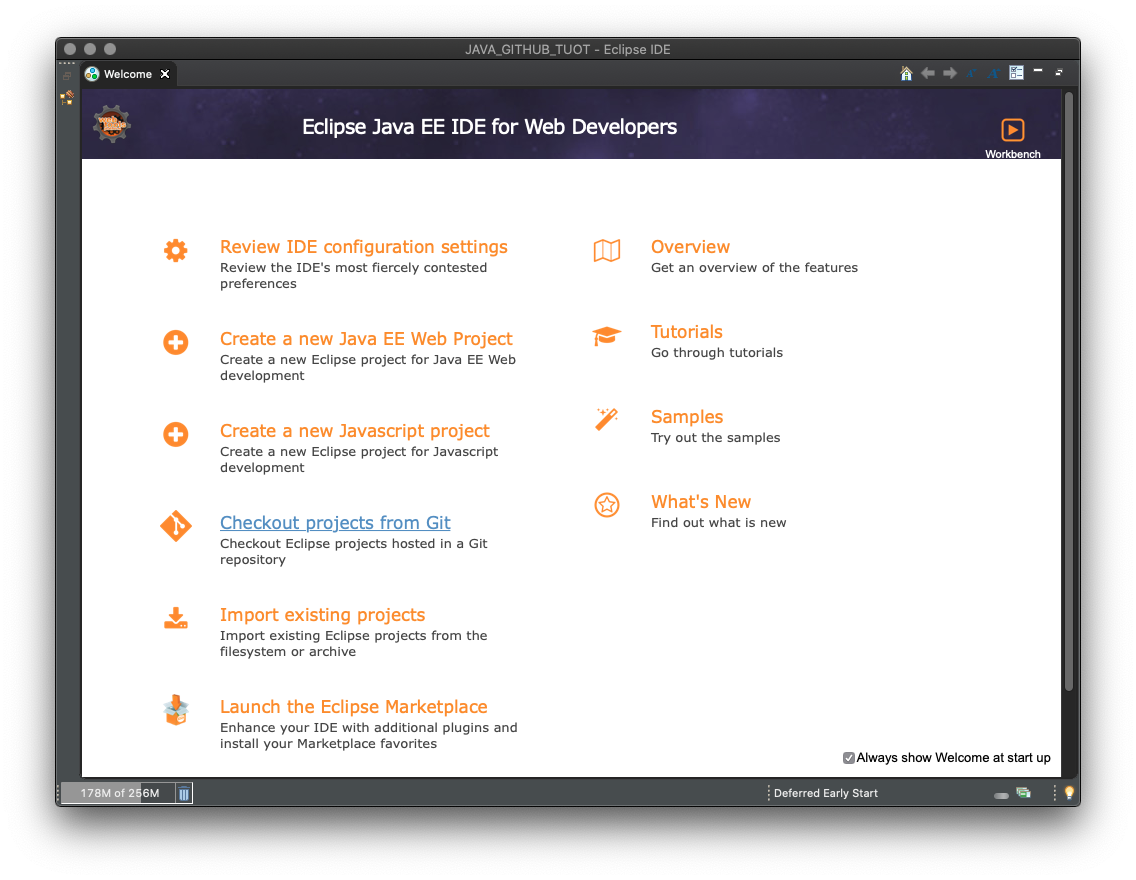 JAVA_GITHUB_TUOT - Eclipse IDE
Welcome
Eclipse Java EE IDE for Web Developers
Workbench
Review IDE configuration settings
Review the IDE's most fiercely contested
preferences
Create a new Java EE Web Project
Create a new Eclipse project for Java EE Web
development
Create a new Javascript project
Create a new Eclipse project for Javascript
development
Checkout projects from Git
Checkout Eclipse projects hosted in a Git
repository
Import existing projects
Import existing Eclipse projects from the
filesystem or archive
Launch the Eclipse Marketplace
Enhance your IDE with additional plugins and
install your Marketplace favorites
Overview
Get an overview of the features
Tutorials
Go through tutorials
Samples
Try out the samples
What's New
Find out what is new
Always show Welcome at start up
178M of 256M
Deferred Early Start